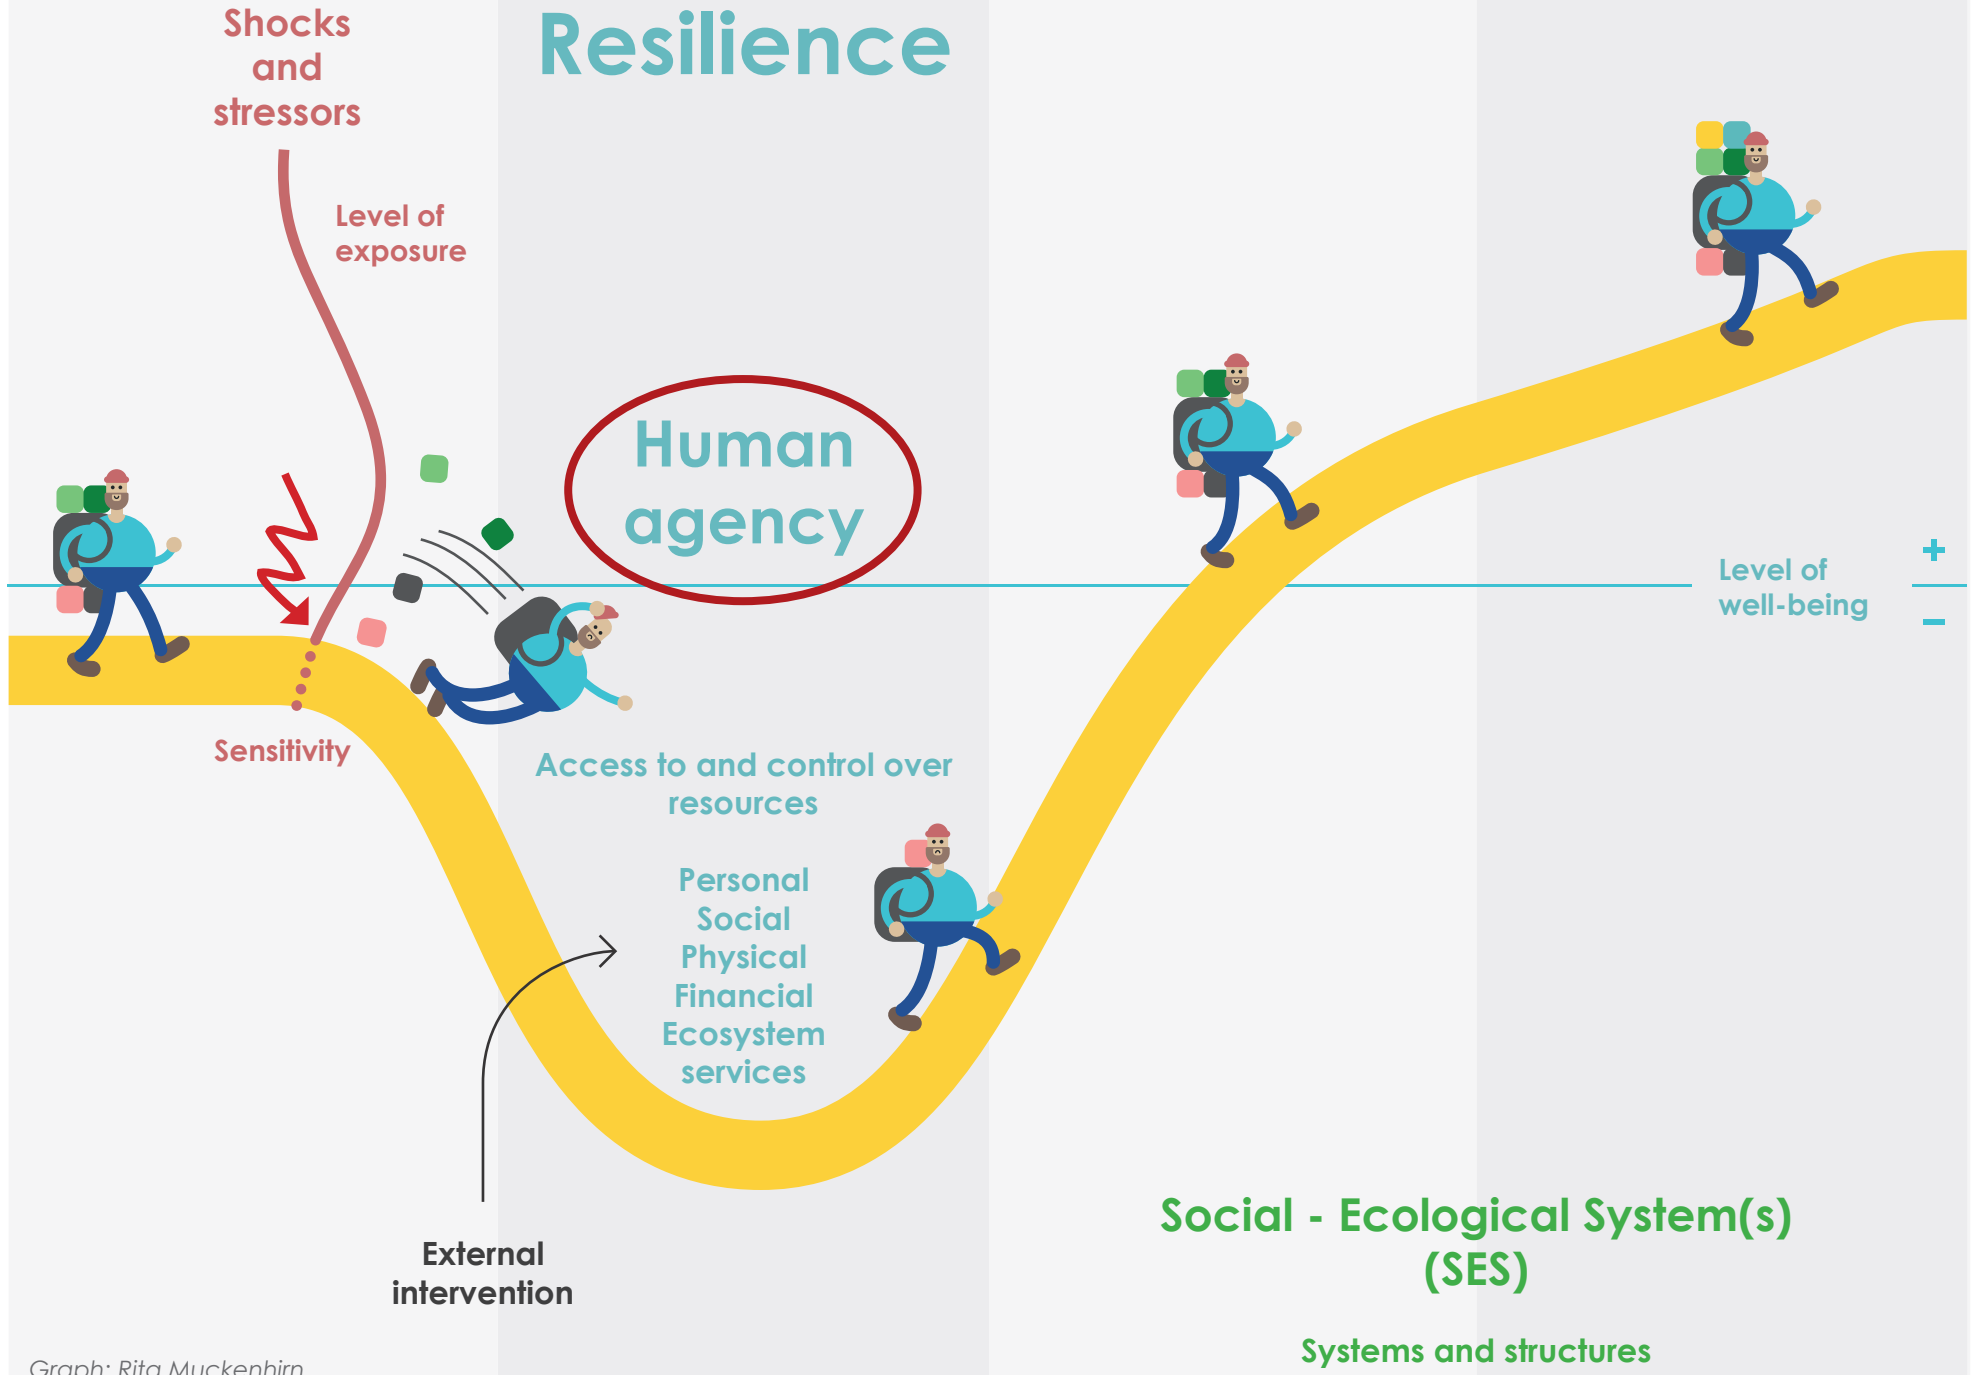 Shocks
and
stressors
Resilience
Level of
exposure
Human
agency
Level of
well-being
+
–
Sensitivity
Access to and control over
resources
Personal
Social
Physical
Financial
Ecosystem
services
External
intervention
Social - Ecological System(s)
(SES)
Systems and structures
Graph: Rita Muckenhirn